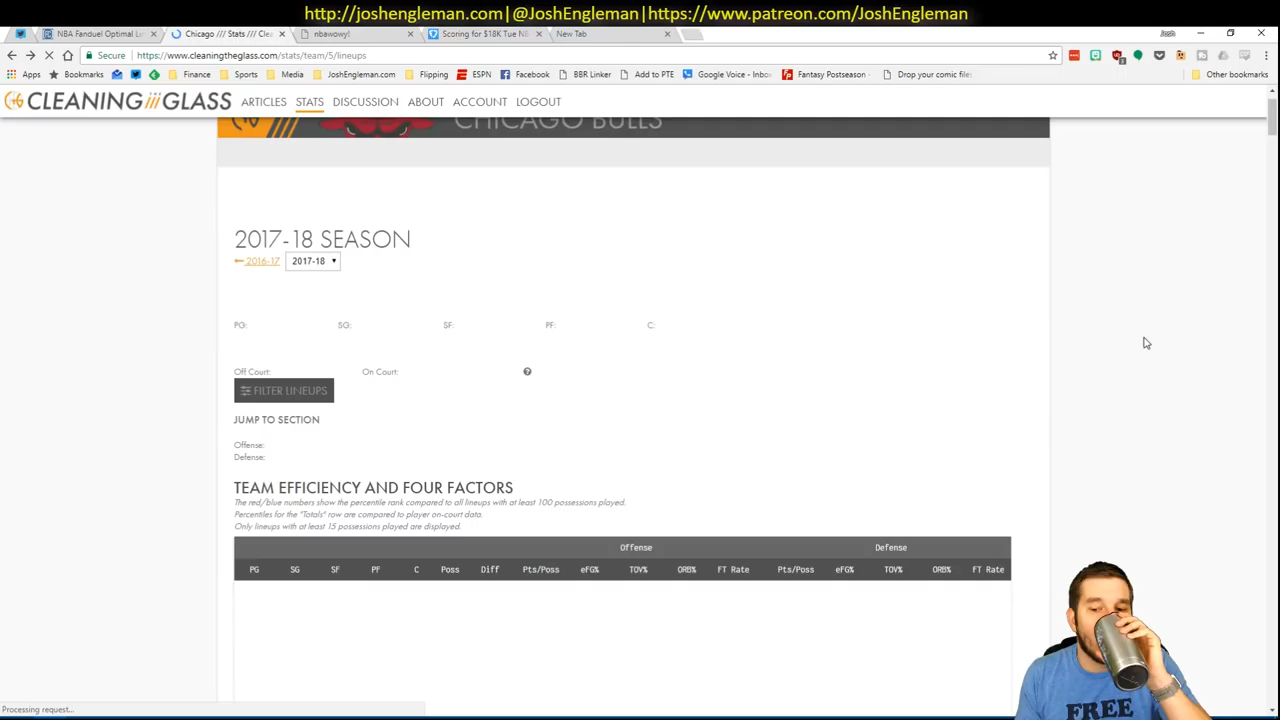 http://joshengleman.com|@JoshEngleman|https://www.patreon.com/JoshEngleman
NBA Fanduel Optimal Li
Chicago /// Stats /// Cle
nbawowy!
Scoring for $18K Tue NB
New Tab
Josh
Secure
https://www.cleaningtheglass.com/stats/team/5/lineups
Apps
Bookmarks
Finance
Sports
Media
JoshEngleman.com
Flipping
ESPN
Facebook
BBR Linker
Add to PTE
Google Voice - Inbo
Fantasy Postseason
Drop your comic file
Other bookmarks
CLEANING THE GLASS
ARTICLES
STATS
DISCUSSION
ABOUT
ACCOUNT
LOGOUT
CHICAGO BULLS
2017-18 SEASON
2016-17
2017-18
PG:
SG:
SF:
PF:
C:
Off Court:
On Court:
FILTER LINEUPS
JUMP TO SECTION
Offense:
Defense:
TEAM EFFICIENCY AND FOUR FACTORS
The red/blue numbers show the percentile rank compared to all lineups with at least 100 possessions played.
Percentiles for the "Totals" row are compared to player on-court data.
Only lineups with at least 15 possessions played are displayed.
Offense
Defense
PG SG SF PF C Poss Diff Pts/Poss eFG% TOV% ORB% FT Rate Pts/Poss eFG% TOV% ORB% FT Rate
Processing request...
FREE